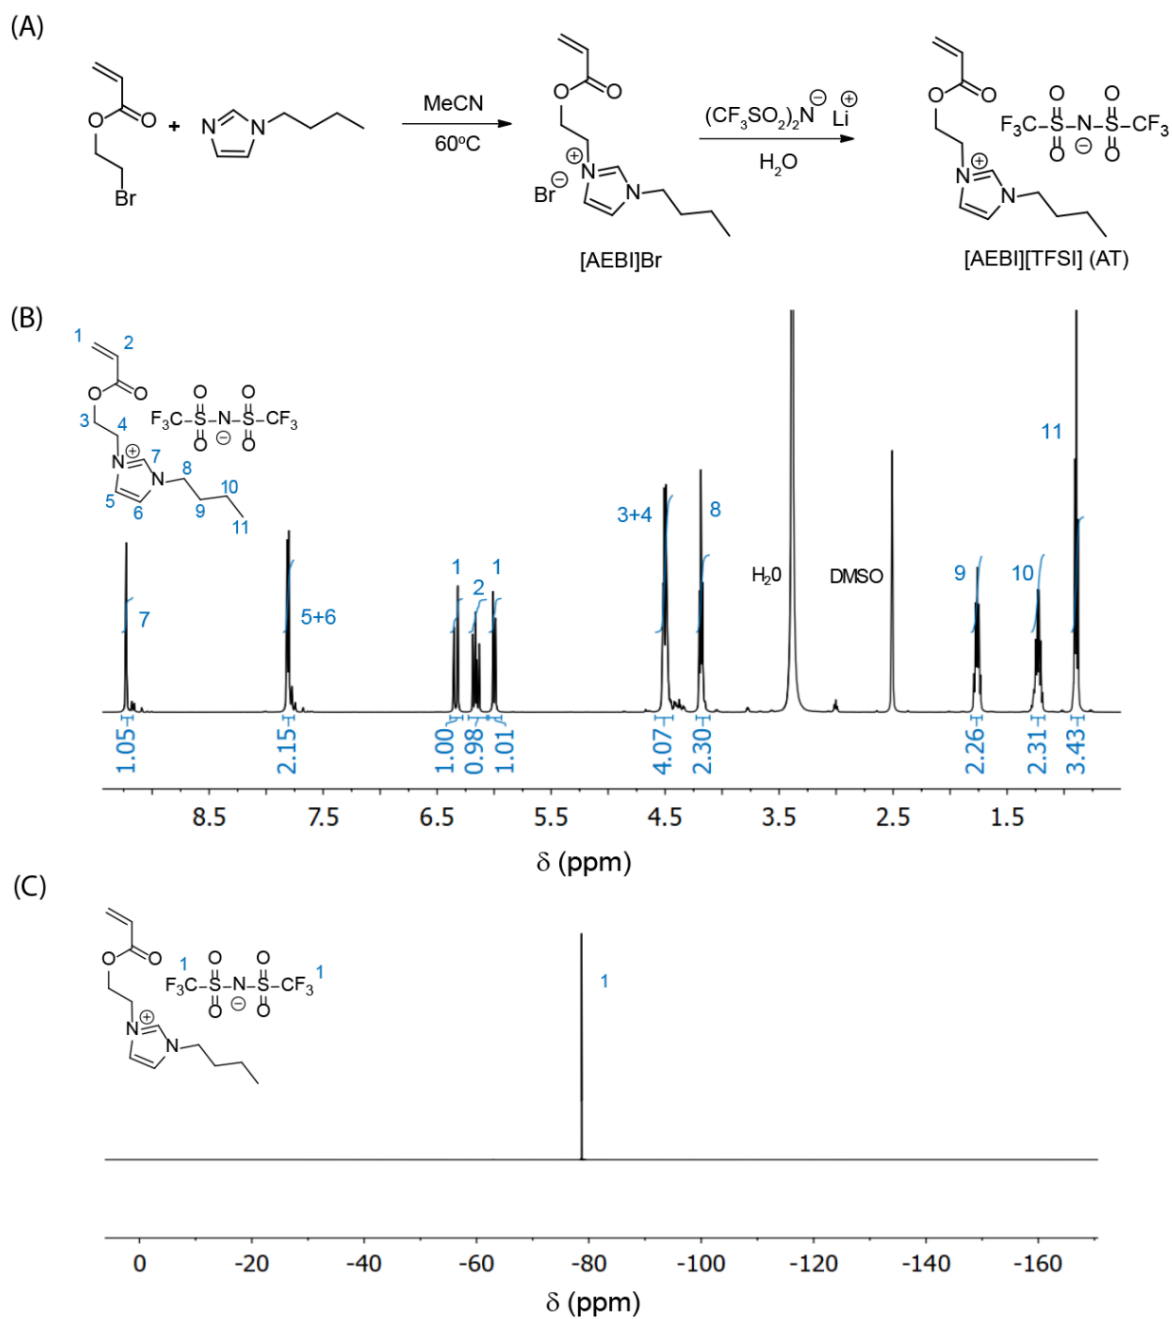 (A)
O
O
Br
+
N
N
MeCN
60ºC
O
O
N
+
N
Br
−
[AEBI]Br
(CF3SO2)2N
−
Li
+
H2O
O
O
N
+
N
O
O
F3C
S
N
S
CF3
−
O
O
[AEBI][TFSI] (AT)
(B)
1
2
O
O
3
4
N
+
7
N
5
6
8
9
10
11
O
O
F3C
S
N
S
CF3
−
O
O
7
5+6
1
2
1
3+4
8
H20
DMSO
9
10
11
1.05
2.15
1.00
0.98
1.01
4.07
2.30
2.26
2.31
3.43
8.5 7.5 6.5 5.5 4.5 3.5 2.5 1.5
δ (ppm)
(C)
O
O
N
+
N
1
O
O
1
F3C
S
N
S
CF3
−
O
O
1
0 -20 -40 -60 -80 -100 -120 -140 -160
δ (ppm)